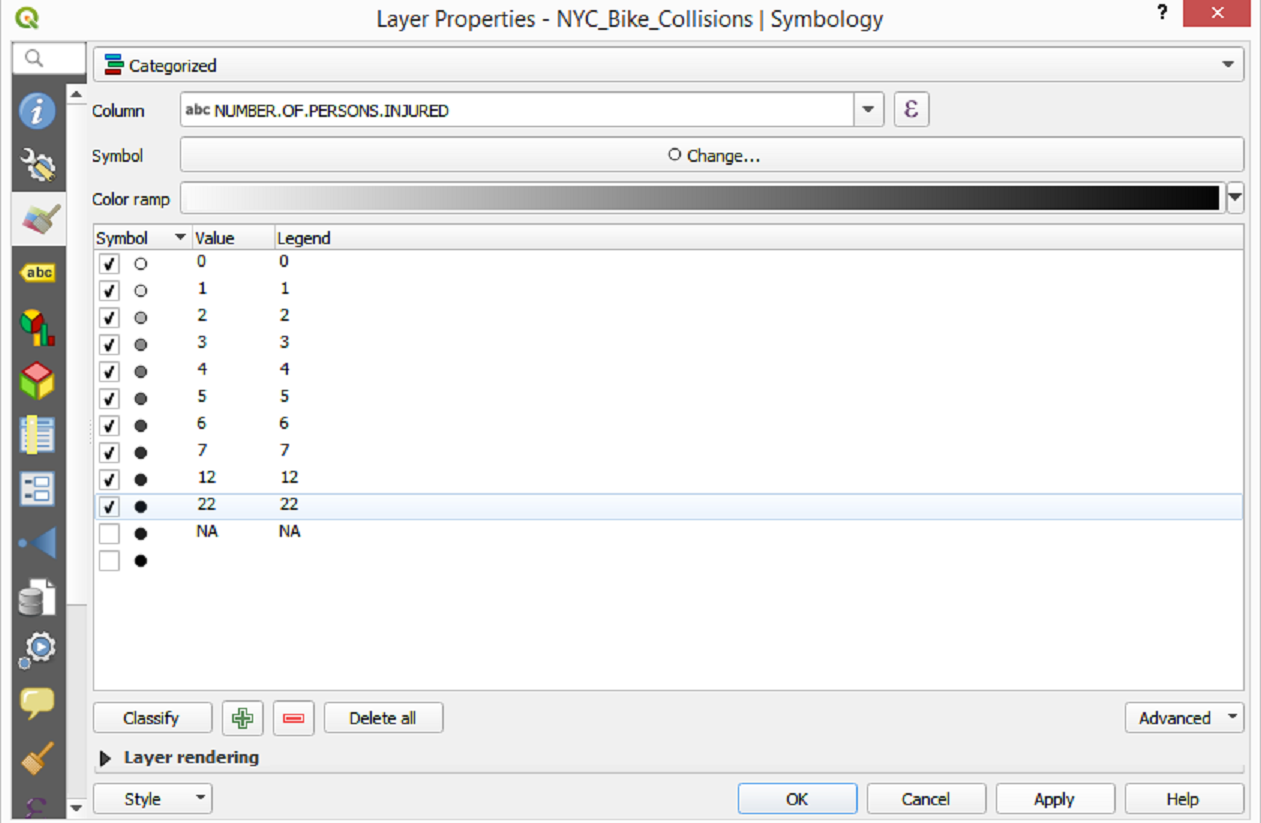 Layer Properties - NYC_Bike_Collisions | Symbology ?
Categorized
Column abc NUMBER.OF.PERSONS.INJURED ε
Symbol Change...
Color ramp
Symbol Value Legend
0 0
1 1
2 2
abc
3 3
4 4
5 5
6 6
7 7
12 12
22 22
NA NA
Classify Delete all Advanced
Layer rendering
Style OK Cancel Apply Help